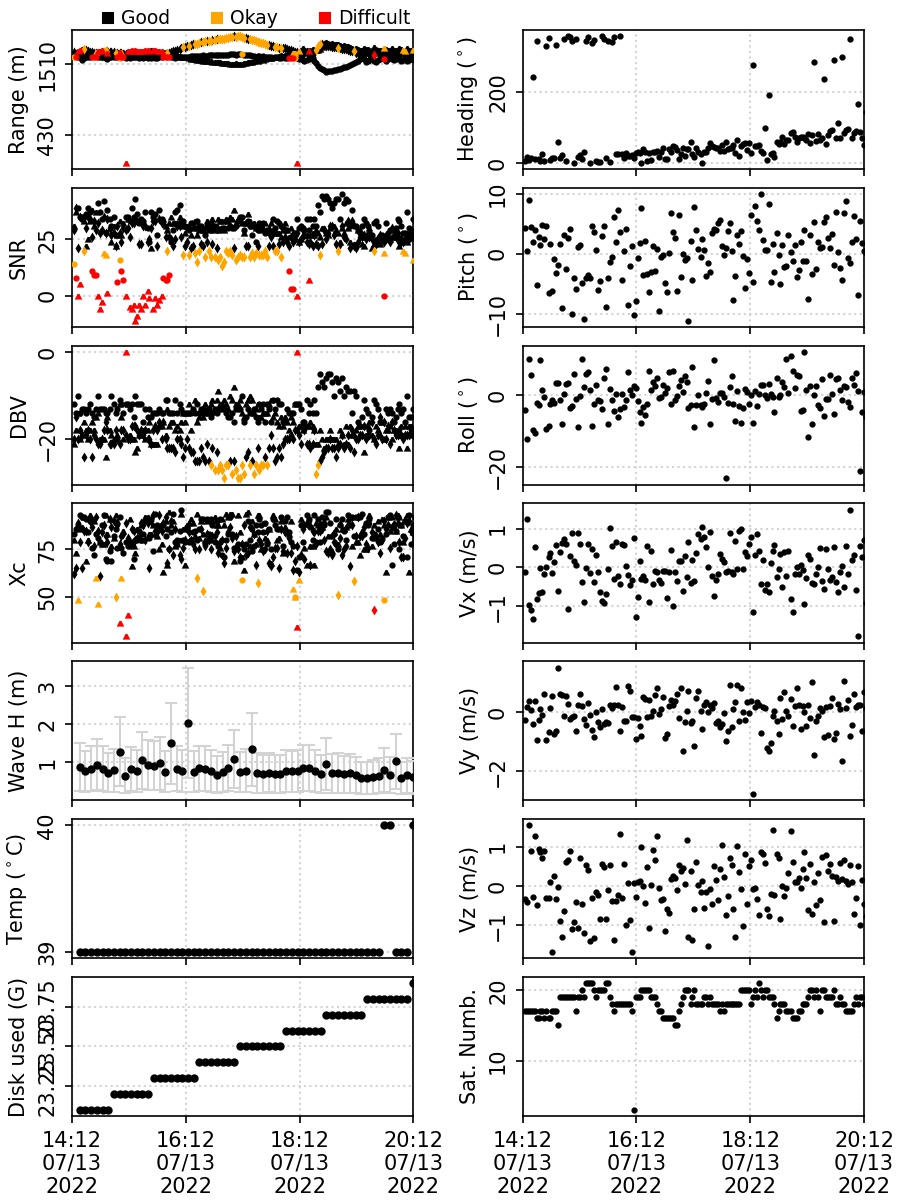 Good Okay Difficult
Range (m)
1510
430
Heading (°)
200
0
SNR
25
0
Pitch (°)
10
0
−10
DBV
0
−20
Roll (°)
0
−20
Xc
75
50
Vx (m/s)
1
0
−1
Wave H (m)
3
2
1
Vy (m/s)
0
−2
Temp (°C)
40
39
Vz (m/s)
1
0
−1
Disk used (G)
23.75
23.50
23.25
Sat. Numb.
20
10
14:12 16:12 18:12 20:12
07/13 07/13 07/13 07/13
2022 2022 2022 2022
14:12 16:12 18:12 20:12
07/13 07/13 07/13 07/13
2022 2022 2022 2022